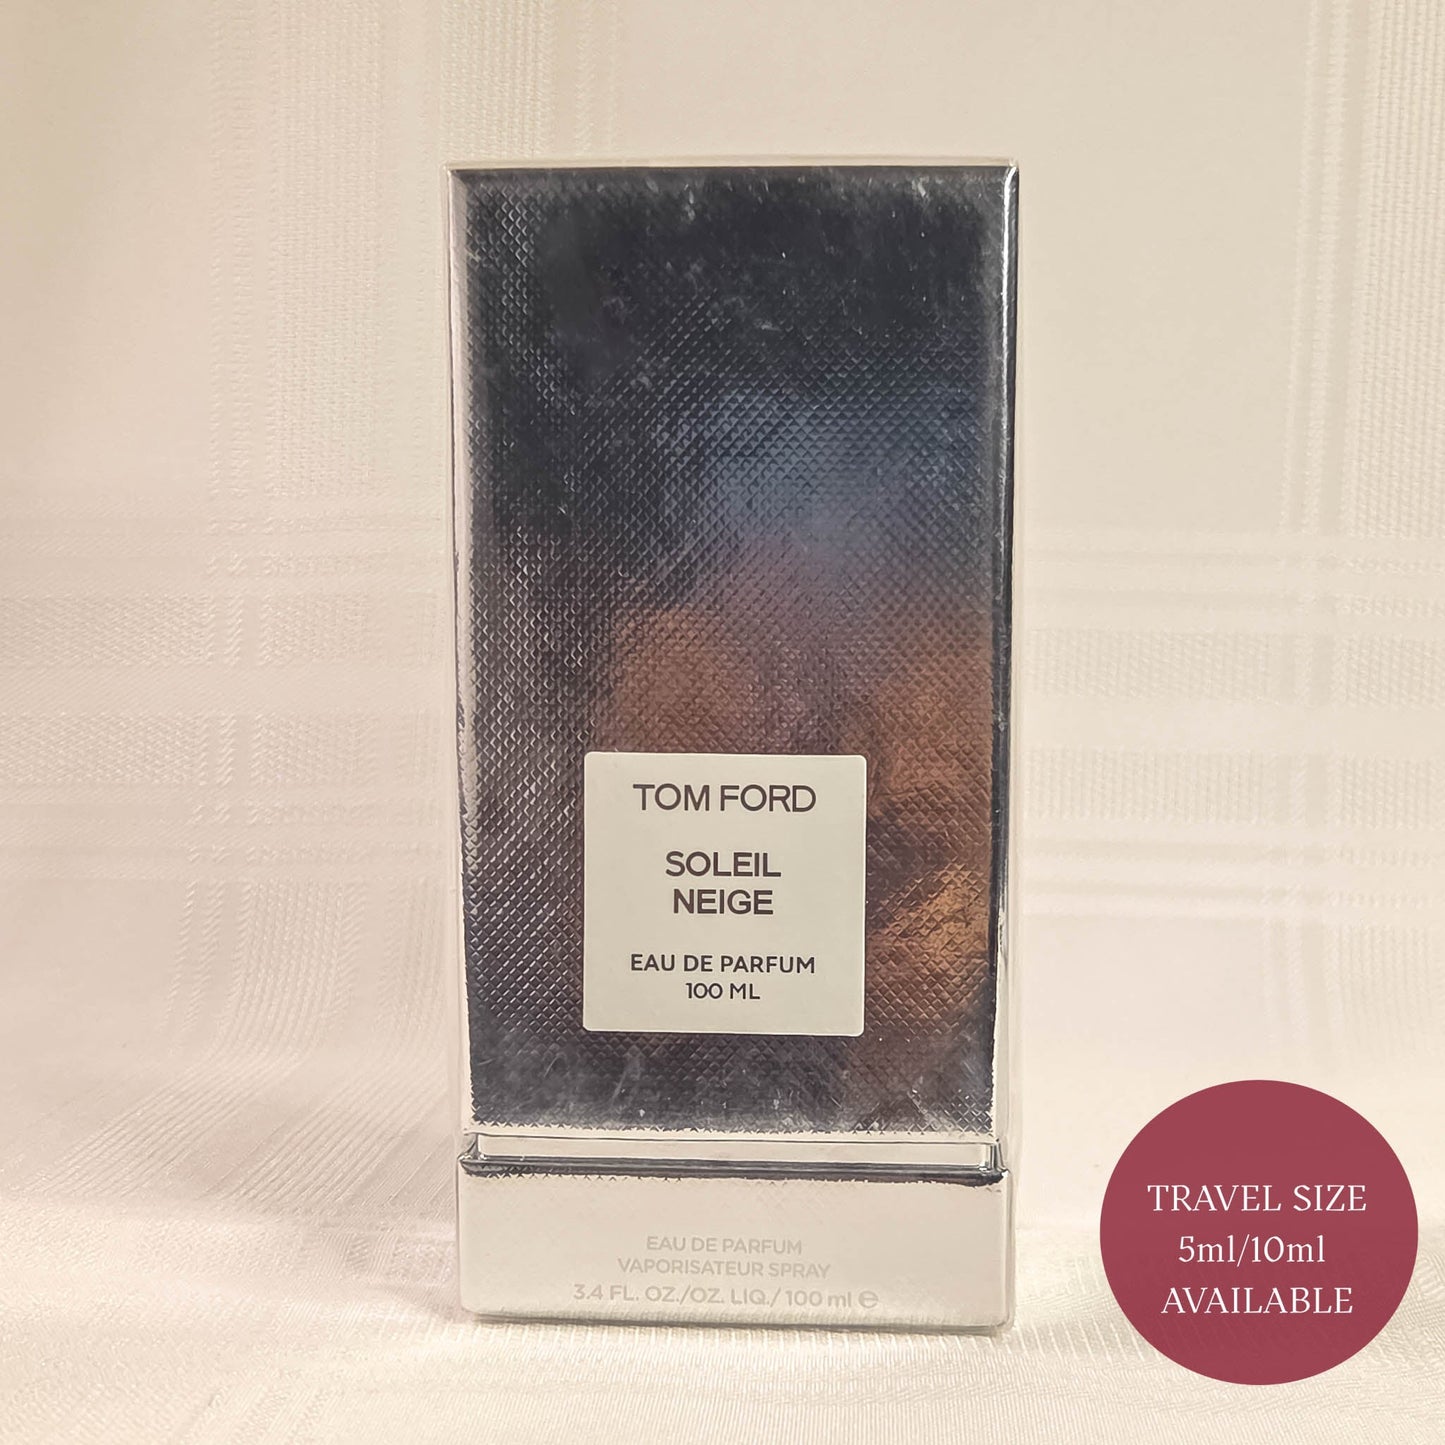 TOM FORD
SOLEIL
NEIGE
EAU DE PARFUM
100 ML
EAU DE PARFUM
VAPORISATEUR SPRAY
3.4 FL. OZ./OZ. LIQ./ 100 ml ℮
TRAVEL SIZE
5ml/10ml
AVAILABLE